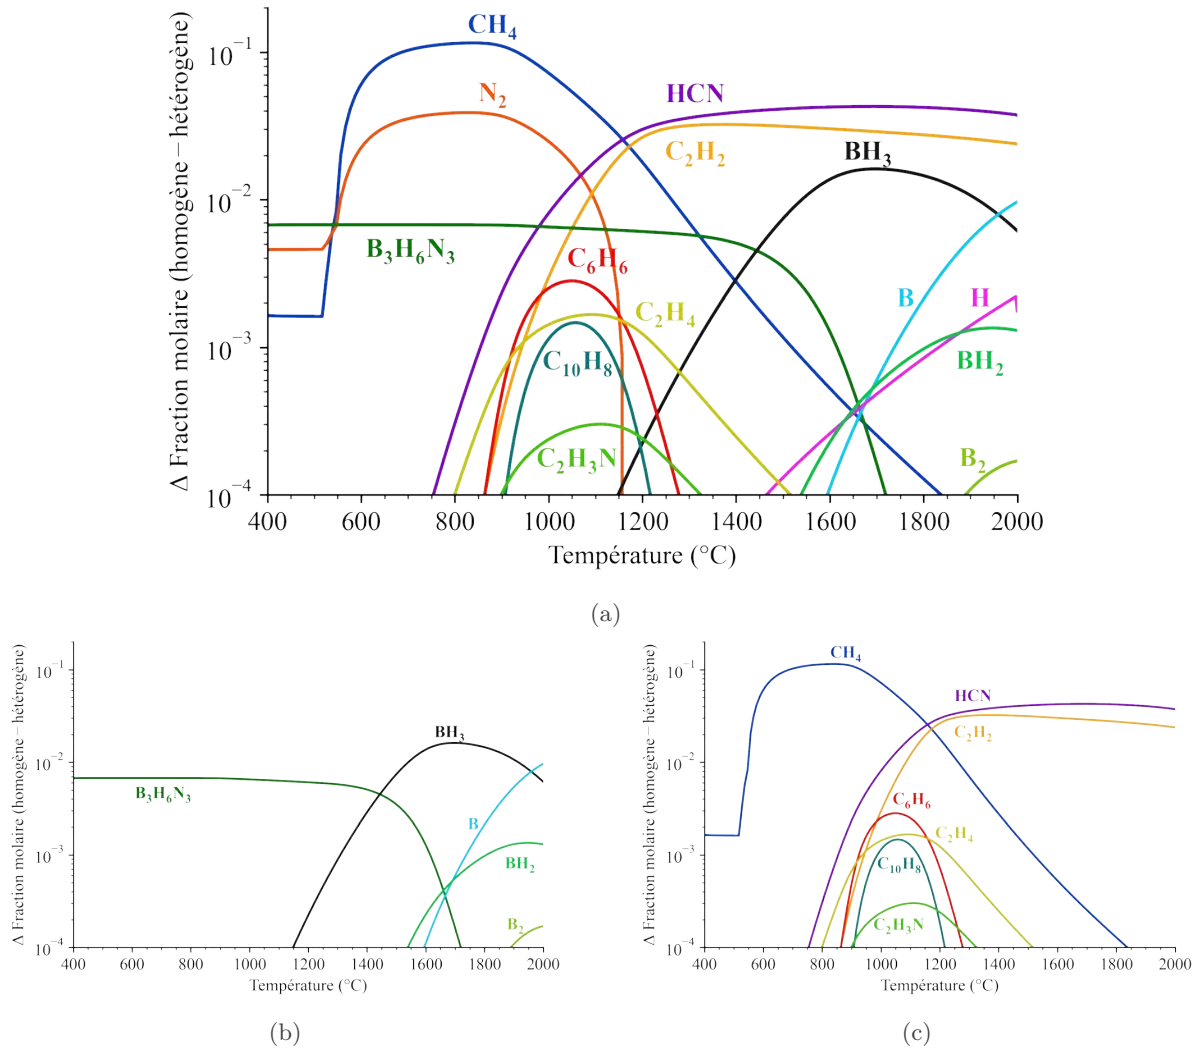 Δ Fraction molaire (homogène−hétérogène)
10⁻¹
10⁻²
10⁻³
10⁻⁴
CH₄
N₂
HCN
C₂H₂
BH₃
B₃H₆N₃
C₆H₆
C₂H₄
B
H
C₁₀H₈
BH₂
C₂H₃N
B₂
400 600 800 1000 1200 1400 1600 1800 2000
Température (°C)
(a)
Δ Fraction molaire (homogène−hétérogène)
10⁻¹
10⁻²
10⁻³
10⁻⁴
BH₃
B₃H₆N₃
B
BH₂
B₂
400 600 800 1000 1200 1400 1600 1800 2000
Température (°C)
(b)
Δ Fraction molaire (homogène−hétérogène)
10⁻¹
10⁻²
10⁻³
10⁻⁴
CH₄
HCN
C₂H₂
C₆H₆
C₂H₄
C₁₀H₈
C₂H₃N
400 600 800 1000 1200 1400 1600 1800 2000
Température (°C)
(c)